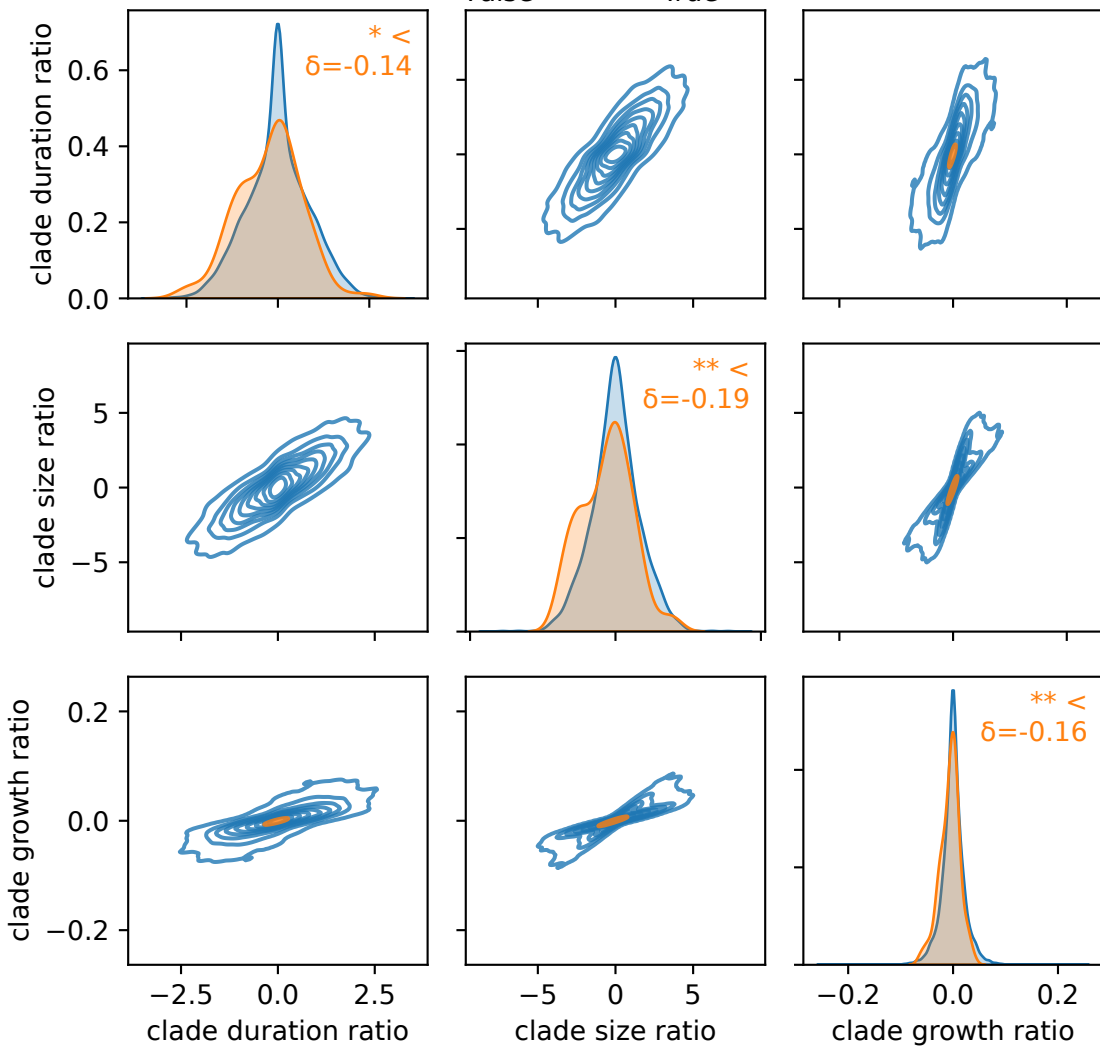 clade duration ratio
0.6
0.4
0.2
0.0
* <
δ=-0.14
clade size ratio
5
0
−5
** <
δ=-0.19
clade growth ratio
0.2
0.0
−0.2
** <
δ=-0.16
−2.5 0.0 2.5
−5 0 5
−0.2 0.0 0.2
clade duration ratio
clade size ratio
clade growth ratio